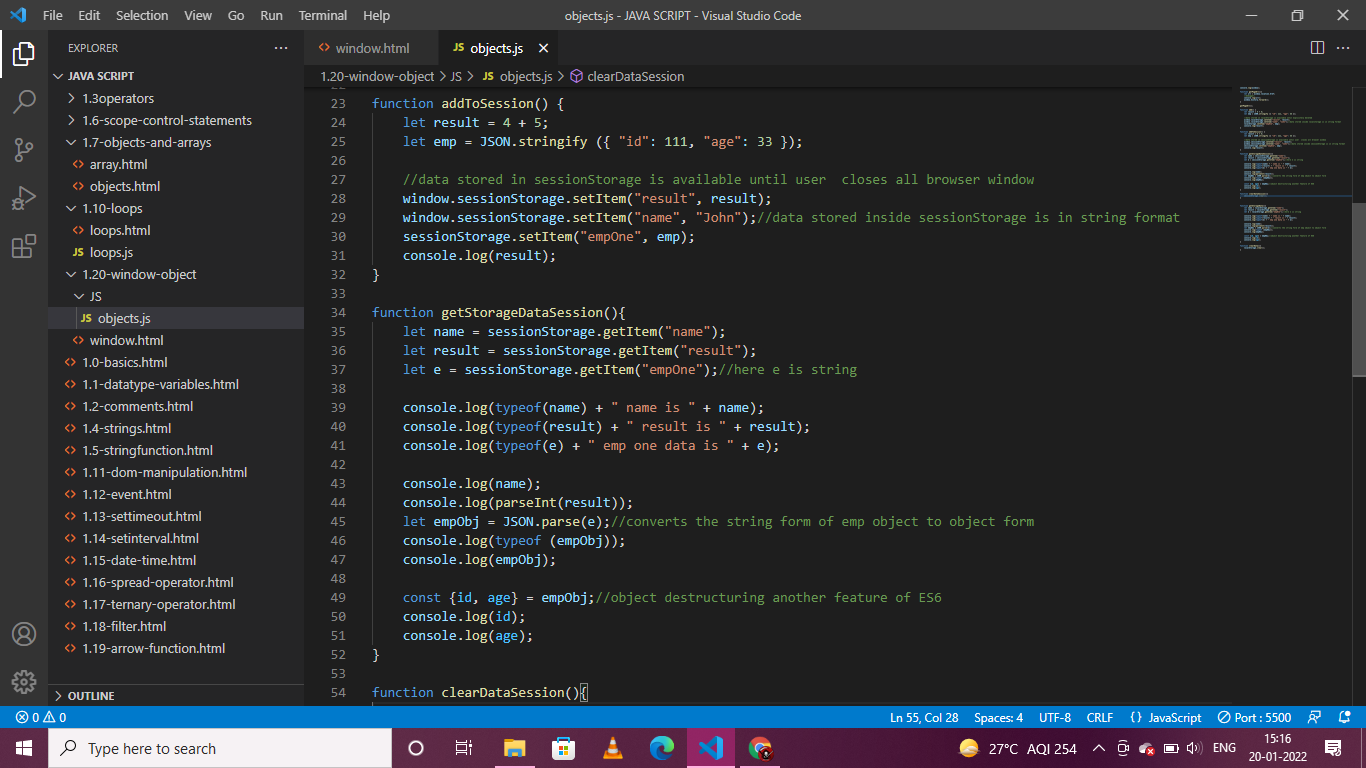 File Edit Selection View Go Run Terminal Help objects.js - JAVA SCRIPT - Visual Studio Code
EXPLORER
JAVA SCRIPT
1.3operators
1.6-scope-control-statements
1.7-objects-and-arrays
array.html
objects.html
1.10-loops
loops.html
JS loops.js
1.20-window-object
JS
JS objects.js
window.html
1.0-basics.html
1.1-datatype-variables.html
1.2-comments.html
1.4-strings.html
1.5-stringfunction.html
1.11-dom-manipulation.html
1.12-event.html
1.13-settimeout.html
1.14-setinterval.html
1.15-date-time.html
1.16-spread-operator.html
1.17-ternary-operator.html
1.18-filter.html
1.19-arrow-function.html
OUTLINE
window.html JS objects.js
1.20-window-object > JS > JS objects.js > clearDataSession
23 function addToSession() {
24 let result = 4 + 5;
25 let emp = JSON.stringify ({ "id": 111, "age": 33 });
26
27 //data stored in sessionStorage is available until user  closes all browser window
28 window.sessionStorage.setItem("result", result);
29 window.sessionStorage.setItem("name", "John");//data stored inside sessionStorage is in string format
30 sessionStorage.setItem("empOne", emp);
31 console.log(result);
32 }
33
34 function getStorageDataSession(){
35 let name = sessionStorage.getItem("name");
36 let result = sessionStorage.getItem("result");
37 let e = sessionStorage.getItem("empOne");//here e is string
38
39 console.log(typeof(name) + " name is " + name);
40 console.log(typeof(result) + " result is " + result);
41 console.log(typeof(e) + " emp one data is " + e);
42
43 console.log(name);
44 console.log(parseInt(result));
45 let empObj = JSON.parse(e);//converts the string form of emp object to object form
46 console.log(typeof (empObj));
47 console.log(empObj);
48
49 const {id, age} = empObj;//object destructuring another feature of ES6
50 console.log(id);
51 console.log(age);
52 }
53
54 function clearDataSession(){
0 0 Ln 55, Col 28 Spaces: 4 UTF-8 CRLF {} JavaScript Port : 5500
Type here to search 27°C AQI 254 ENG 15:16
20-01-2022